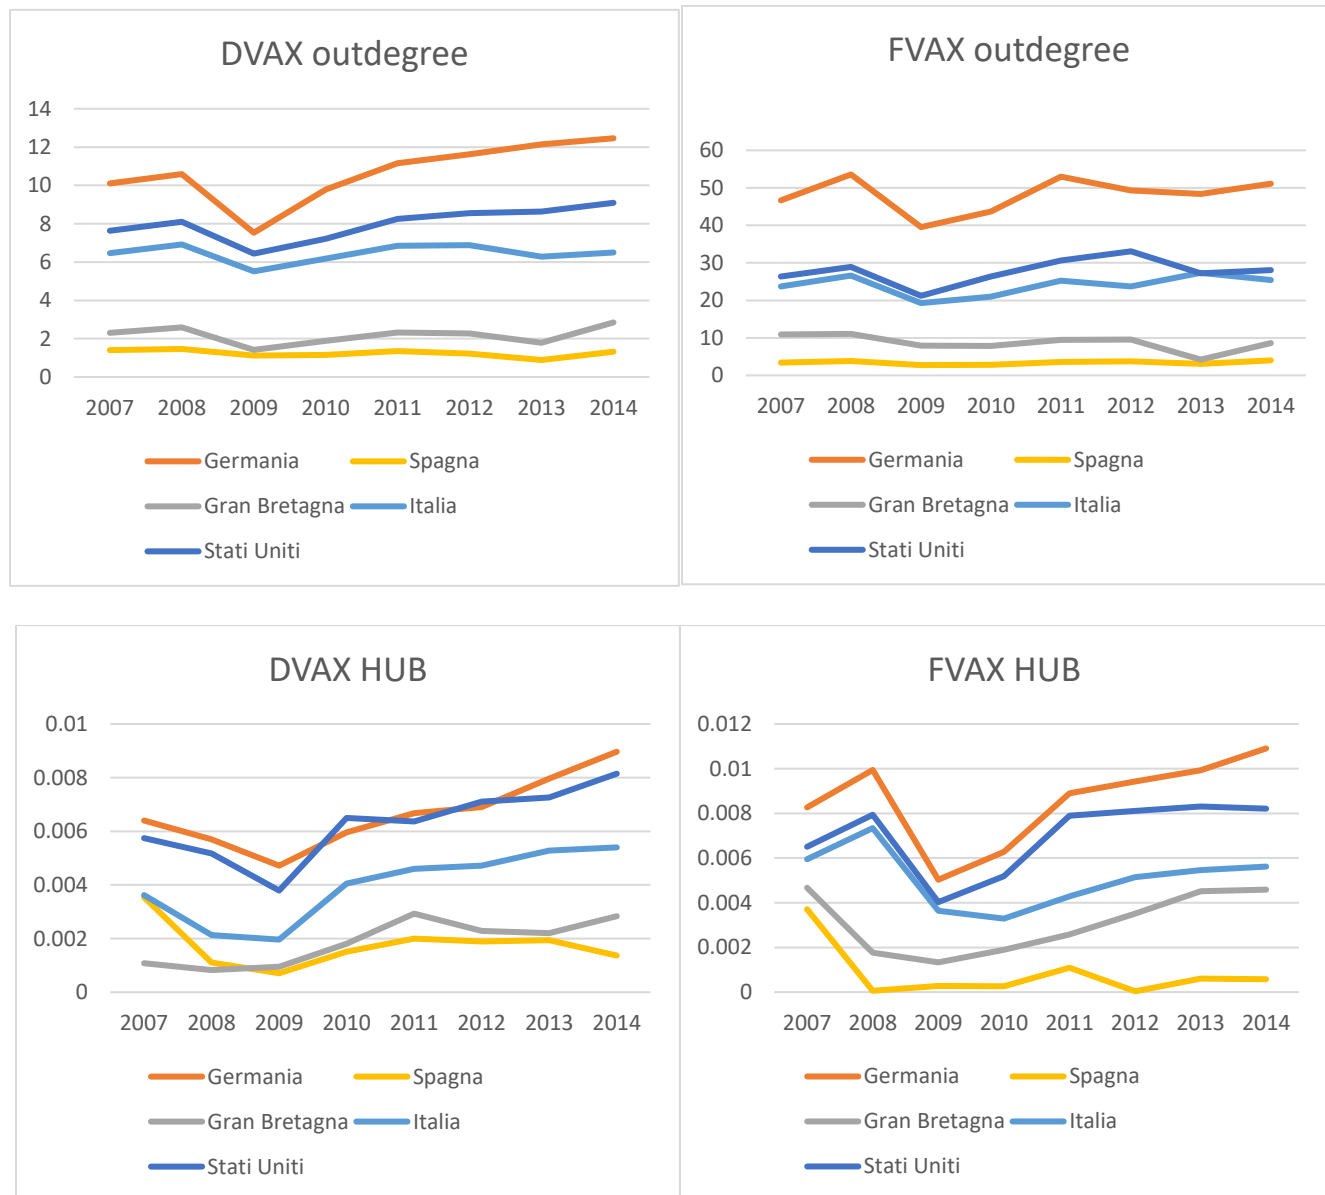 DVAX outdegree
14
12
10
8
6
4
2
0
2007 2008 2009 2010 2011 2012 2013 2014
Germania Spagna
Gran Bretagna Italia
Stati Uniti
FVAX outdegree
60
50
40
30
20
10
0
2007 2008 2009 2010 2011 2012 2013 2014
Germania Spagna
Gran Bretagna Italia
Stati Uniti
DVAX HUB
0.01
0.008
0.006
0.004
0.002
0
2007 2008 2009 2010 2011 2012 2013 2014
Germania Spagna
Gran Bretagna Italia
Stati Uniti
FVAX HUB
0.012
0.01
0.008
0.006
0.004
0.002
0
2007 2008 2009 2010 2011 2012 2013 2014
Germania Spagna
Gran Bretagna Italia
Stati Uniti